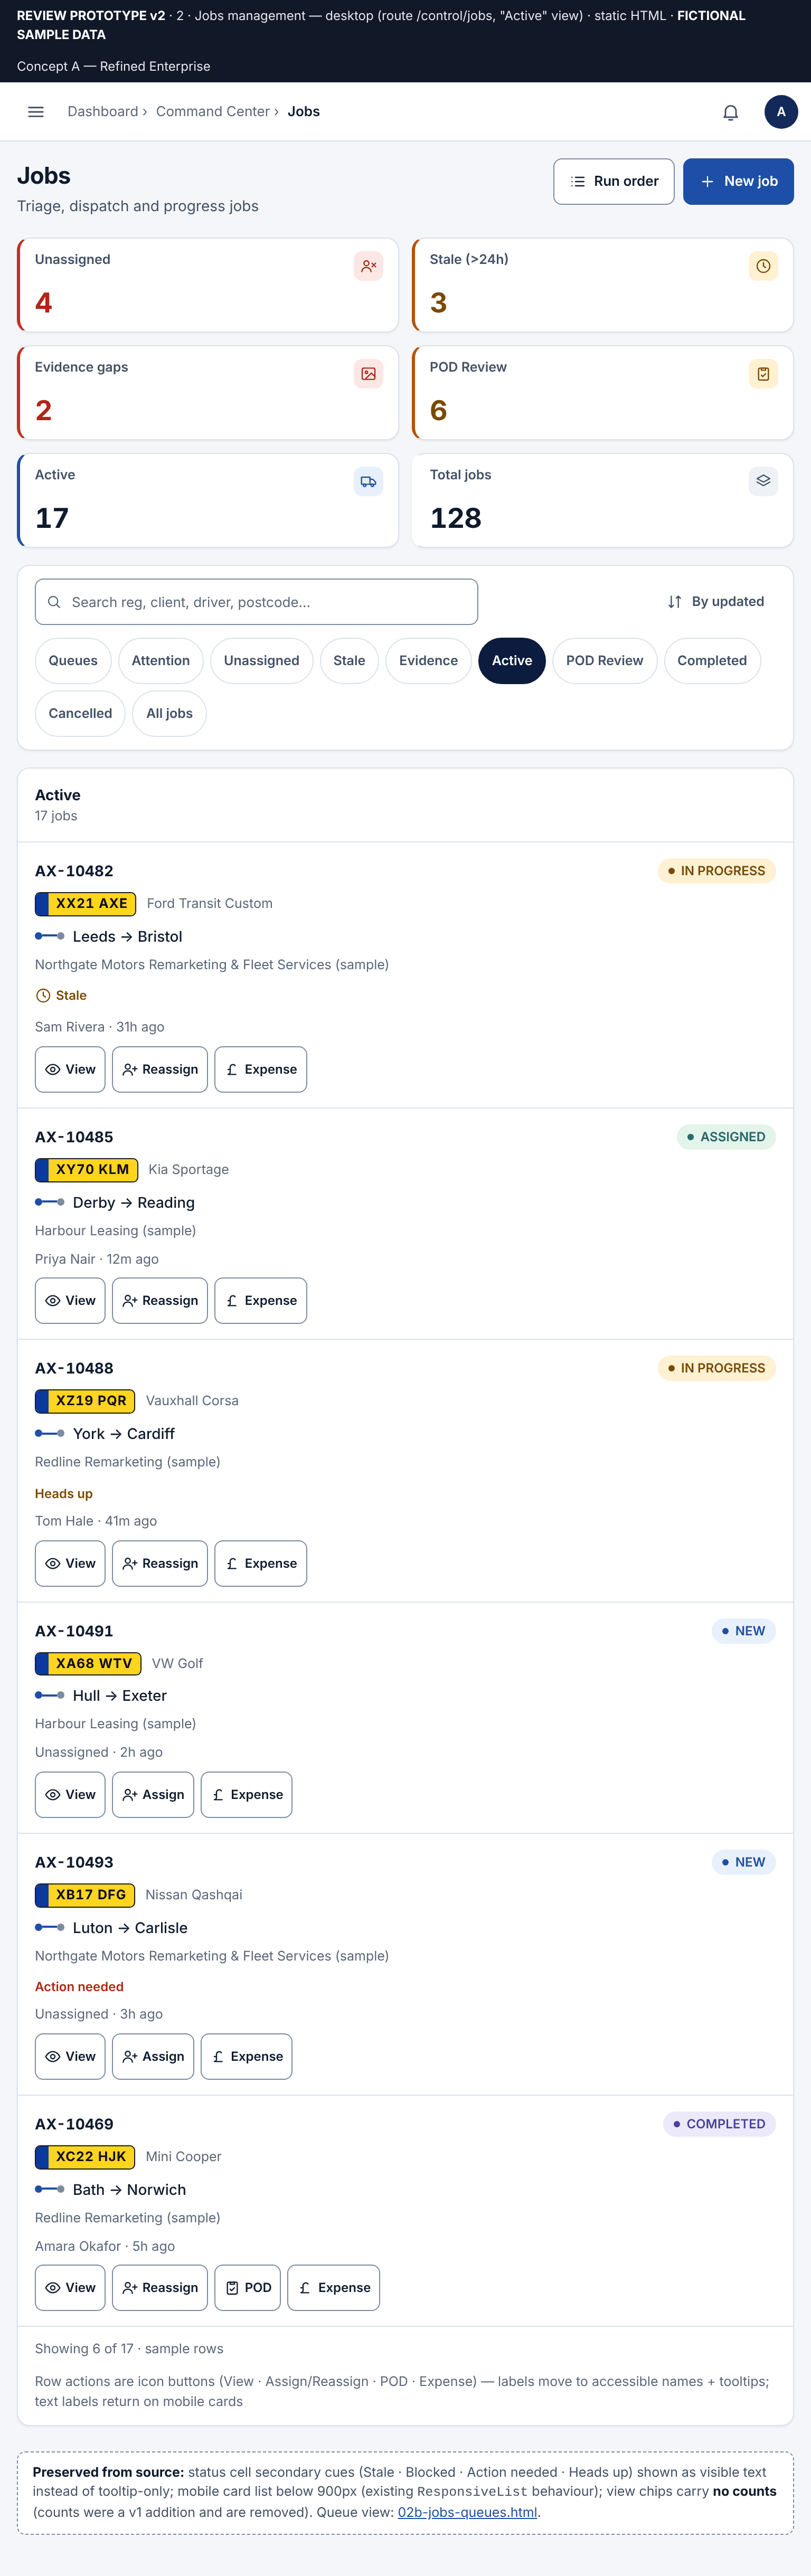 REVIEW PROTOTYPE v2 · 2 · Jobs management — desktop (route /control/jobs, "Active" view) · static HTML · FICTIONAL
SAMPLE DATA
Concept A — Refined Enterprise
Dashboard › Command Center › Jobs
A
Jobs
Triage, dispatch and progress jobs
Run order
New job
Unassigned
4
Stale (>24h)
3
Evidence gaps
2
POD Review
6
Active
17
Total jobs
128
Search reg, client, driver, postcode...
By updated
Queues Attention Unassigned Stale Evidence Active POD Review Completed
Cancelled All jobs
Active
17 jobs
AX-10482 IN PROGRESS
XX21 AXE Ford Transit Custom
Leeds → Bristol
Northgate Motors Remarketing & Fleet Services (sample)
Stale
Sam Rivera · 31h ago
View Reassign £ Expense
AX-10485 ASSIGNED
XY70 KLM Kia Sportage
Derby → Reading
Harbour Leasing (sample)
Priya Nair · 12m ago
View Reassign £ Expense
AX-10488 IN PROGRESS
XZ19 PQR Vauxhall Corsa
York → Cardiff
Redline Remarketing (sample)
Heads up
Tom Hale · 41m ago
View Reassign £ Expense
AX-10491 NEW
XA68 WTV VW Golf
Hull → Exeter
Harbour Leasing (sample)
Unassigned · 2h ago
View Assign £ Expense
AX-10493 NEW
XB17 DFG Nissan Qashqai
Luton → Carlisle
Northgate Motors Remarketing & Fleet Services (sample)
Action needed
Unassigned · 3h ago
View Assign £ Expense
AX-10469 COMPLETED
XC22 HJK Mini Cooper
Bath → Norwich
Redline Remarketing (sample)
Amara Okafor · 5h ago
View Reassign POD £ Expense
Showing 6 of 17 · sample rows
Row actions are icon buttons (View · Assign/Reassign · POD · Expense) — labels move to accessible names + tooltips;
text labels return on mobile cards
Preserved from source: status cell secondary cues (Stale · Blocked · Action needed · Heads up) shown as visible text
instead of tooltip-only; mobile card list below 900px (existing ResponsiveList behaviour); view chips carry no counts
(counts were a v1 addition and are removed). Queue view: 02b-jobs-queues.html.